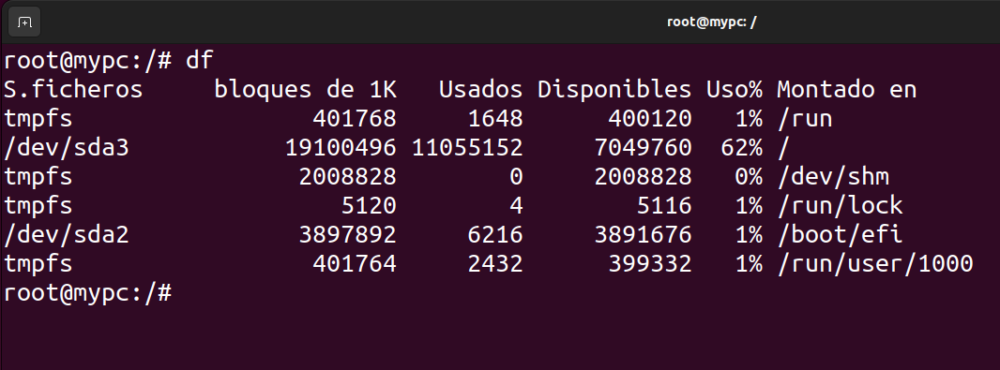 root@mypc: /
root@mypc:/# df
S.ficheros     bloques de 1K   Usados Disponibles Uso% Montado en
tmpfs                 401768     1648      400120   1% /run
/dev/sda3           19100496 11055152     7049760  62% /
tmpfs                2008828        0     2008828   0% /dev/shm
tmpfs                   5120        4        5116   1% /run/lock
/dev/sda2            3897892     6216     3891676   1% /boot/efi
tmpfs                 401764     2432      399332   1% /run/user/1000
root@mypc:/#